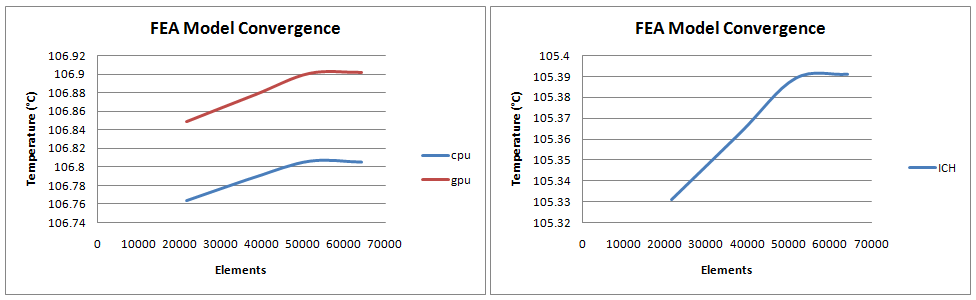 FEA Model Convergence
106.92
106.9
106.88
106.86
106.84
106.82
106.8
106.78
106.76
106.74
Temperature (°C)
0 10000 20000 30000 40000 50000 60000 70000
Elements
cpu
gpu
FEA Model Convergence
105.4
105.39
105.38
105.37
105.36
105.35
105.34
105.33
105.32
Temperature (°C)
0 10000 20000 30000 40000 50000 60000 70000
Elements
ICH